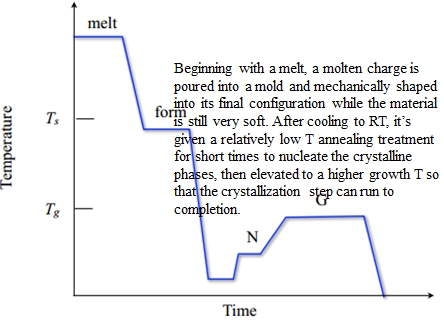 melt
Beginning with a melt, a molten charge is
poured into a mold and mechanically shaped
into its final configuration while the material
is still very soft. After cooling to RT, it's
given a relatively low T annealing treatment
for short times to nucleate the crystalline
phases, then elevated to a higher growth T so
that the crystallization step can run to
completion.
form
Ts
Tg
Temperature
N
G
Time